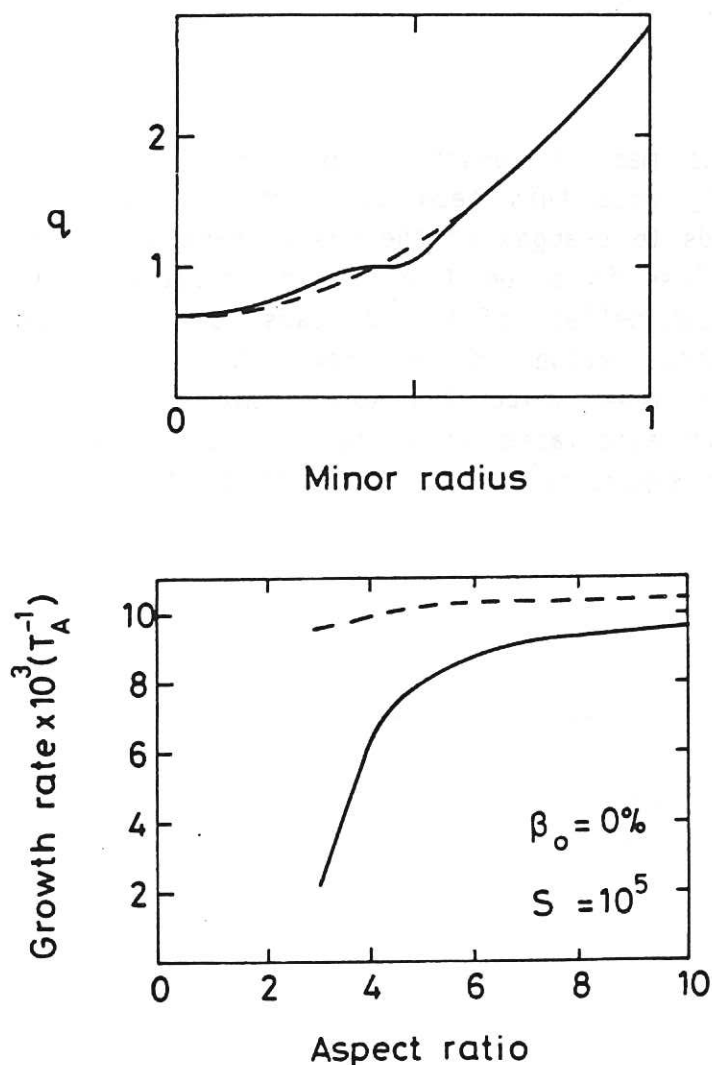 2
q
1
0
1
Minor radius
Growth rate x 10³ (T_A⁻¹)
10
8
6
4
2
β₀ = 0%
S = 10⁵
0 2 4 6 8 10
Aspect ratio